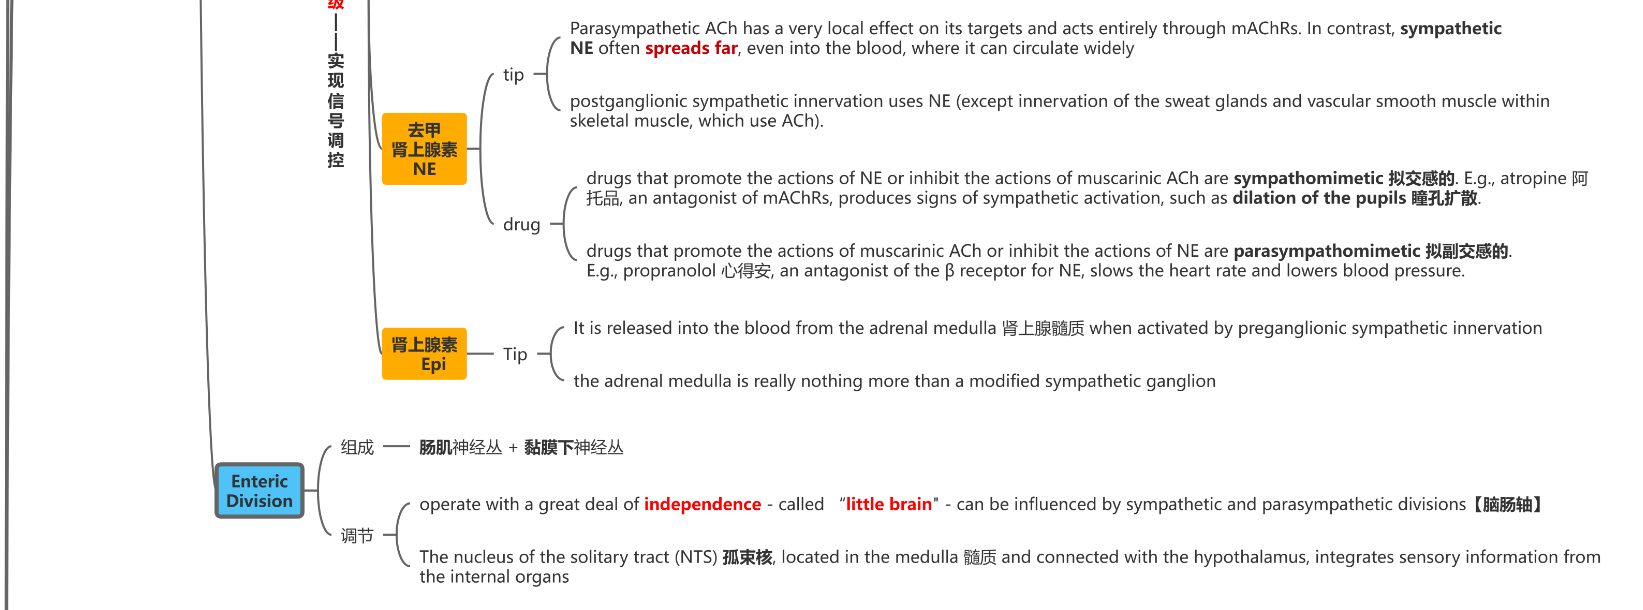 级
——实现信号调控
Parasympathetic ACh has a very local effect on its targets and acts entirely through mAChRs. In contrast, sympathetic
NE often spreads far, even into the blood, where it can circulate widely
tip
postganglionic sympathetic innervation uses NE (except innervation of the sweat glands and vascular smooth muscle within
skeletal muscle, which use ACh).
去甲
肾上腺素
NE
drugs that promote the actions of NE or inhibit the actions of muscarinic ACh are sympathomimetic 拟交感的. E.g., atropine 阿
托品, an antagonist of mAChRs, produces signs of sympathetic activation, such as dilation of the pupils 瞳孔扩散.
drug
drugs that promote the actions of muscarinic ACh or inhibit the actions of NE are parasympathomimetic 拟副交感的.
E.g., propranolol 心得安, an antagonist of the β receptor for NE, slows the heart rate and lowers blood pressure.
肾上腺素
Epi
Tip
It is released into the blood from the adrenal medulla 肾上腺髓质 when activated by preganglionic sympathetic innervation
the adrenal medulla is really nothing more than a modified sympathetic ganglion
Enteric
Division
组成
肠肌神经丛 + 黏膜下神经丛
调节
operate with a great deal of independence - called “little brain" - can be influenced by sympathetic and parasympathetic divisions【脑肠轴】
The nucleus of the solitary tract (NTS) 孤束核, located in the medulla 髓质 and connected with the hypothalamus, integrates sensory information from
the internal organs